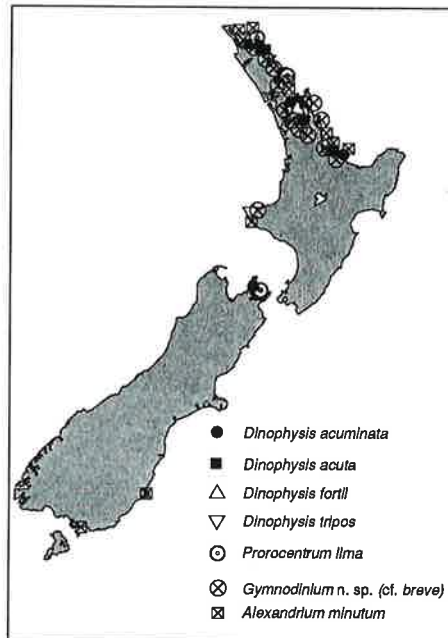 Dinophysis acuminata
Dinophysis acuta
Dinophysis fortii
Dinophysis tripos
Prorocentrum lima
Gymnodinium n. sp. (cf. breve)
Alexandrium minutum